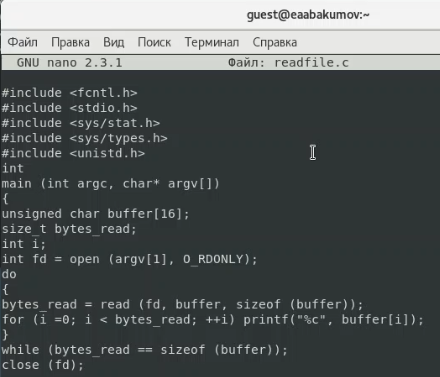 guest@eaabakumov:~
Файл Правка Вид Поиск Терминал Справка
GNU nano 2.3.1 Файл: readfile.c
#include <fcntl.h>
#include <stdio.h>
#include <sys/stat.h>
#include <sys/types.h>
#include <unistd.h>
int
main (int argc, char* argv[])
{
unsigned char buffer[16];
size_t bytes_read;
int i;
int fd = open (argv[1], O_RDONLY);
do
{
bytes_read = read (fd, buffer, sizeof (buffer));
for (i =0; i < bytes_read; ++i) printf("%c", buffer[i]);
}
while (bytes_read == sizeof (buffer));
close (fd);